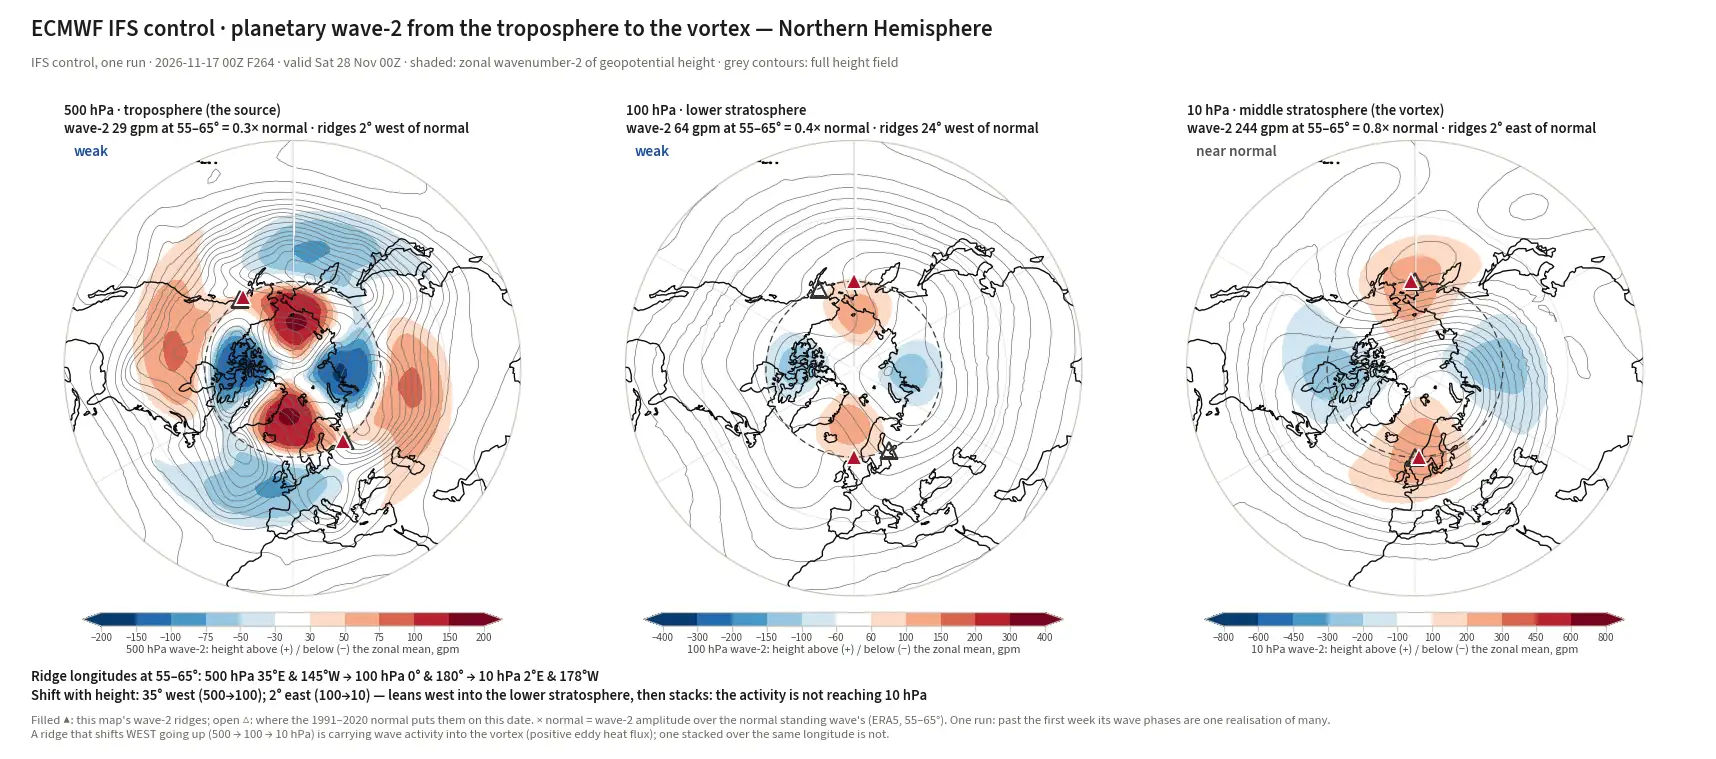 ECMWF IFS control · planetary wave-2 from the troposphere to the vortex — Northern Hemisphere
IFS control, one run · 2026-11-17 00Z F264 · valid Sat 28 Nov 00Z · shaded: zonal wavenumber-2 of geopotential height · grey contours: full height field
500 hPa · troposphere (the source)
wave-2 29 gpm at 55–65° = 0.3× normal · ridges 2° west of normal
weak
100 hPa · lower stratosphere
wave-2 64 gpm at 55–65° = 0.4× normal · ridges 24° west of normal
weak
10 hPa · middle stratosphere (the vortex)
wave-2 244 gpm at 55–65° = 0.8× normal · ridges 2° east of normal
near normal
−200 −150 −100 −75 −50 −30 30 50 75 100 150 200
500 hPa wave-2: height above (+) / below (−) the zonal mean, gpm
−400 −300 −200 −150 −100 −60 60 100 150 200 300 400
100 hPa wave-2: height above (+) / below (−) the zonal mean, gpm
−800 −600 −450 −300 −200 −100 100 200 300 450 600 800
10 hPa wave-2: height above (+) / below (−) the zonal mean, gpm
Ridge longitudes at 55–65°: 500 hPa 35°E & 145°W → 100 hPa 0° & 180° → 10 hPa 2°E & 178°W
Shift with height: 35° west (500→100); 2° east (100→10) — leans west into the lower stratosphere, then stacks: the activity is not reaching 10 hPa
Filled ▲: this map's wave-2 ridges; open △: where the 1991–2020 normal puts them on this date. × normal = wave-2 amplitude over the normal standing wave's (ERA5, 55–65°). One run: past the first week its wave phases are one realisation of many.
A ridge that shifts WEST going up (500 → 100 → 10 hPa) is carrying wave activity into the vortex (positive eddy heat flux); one stacked over the same longitude is not.